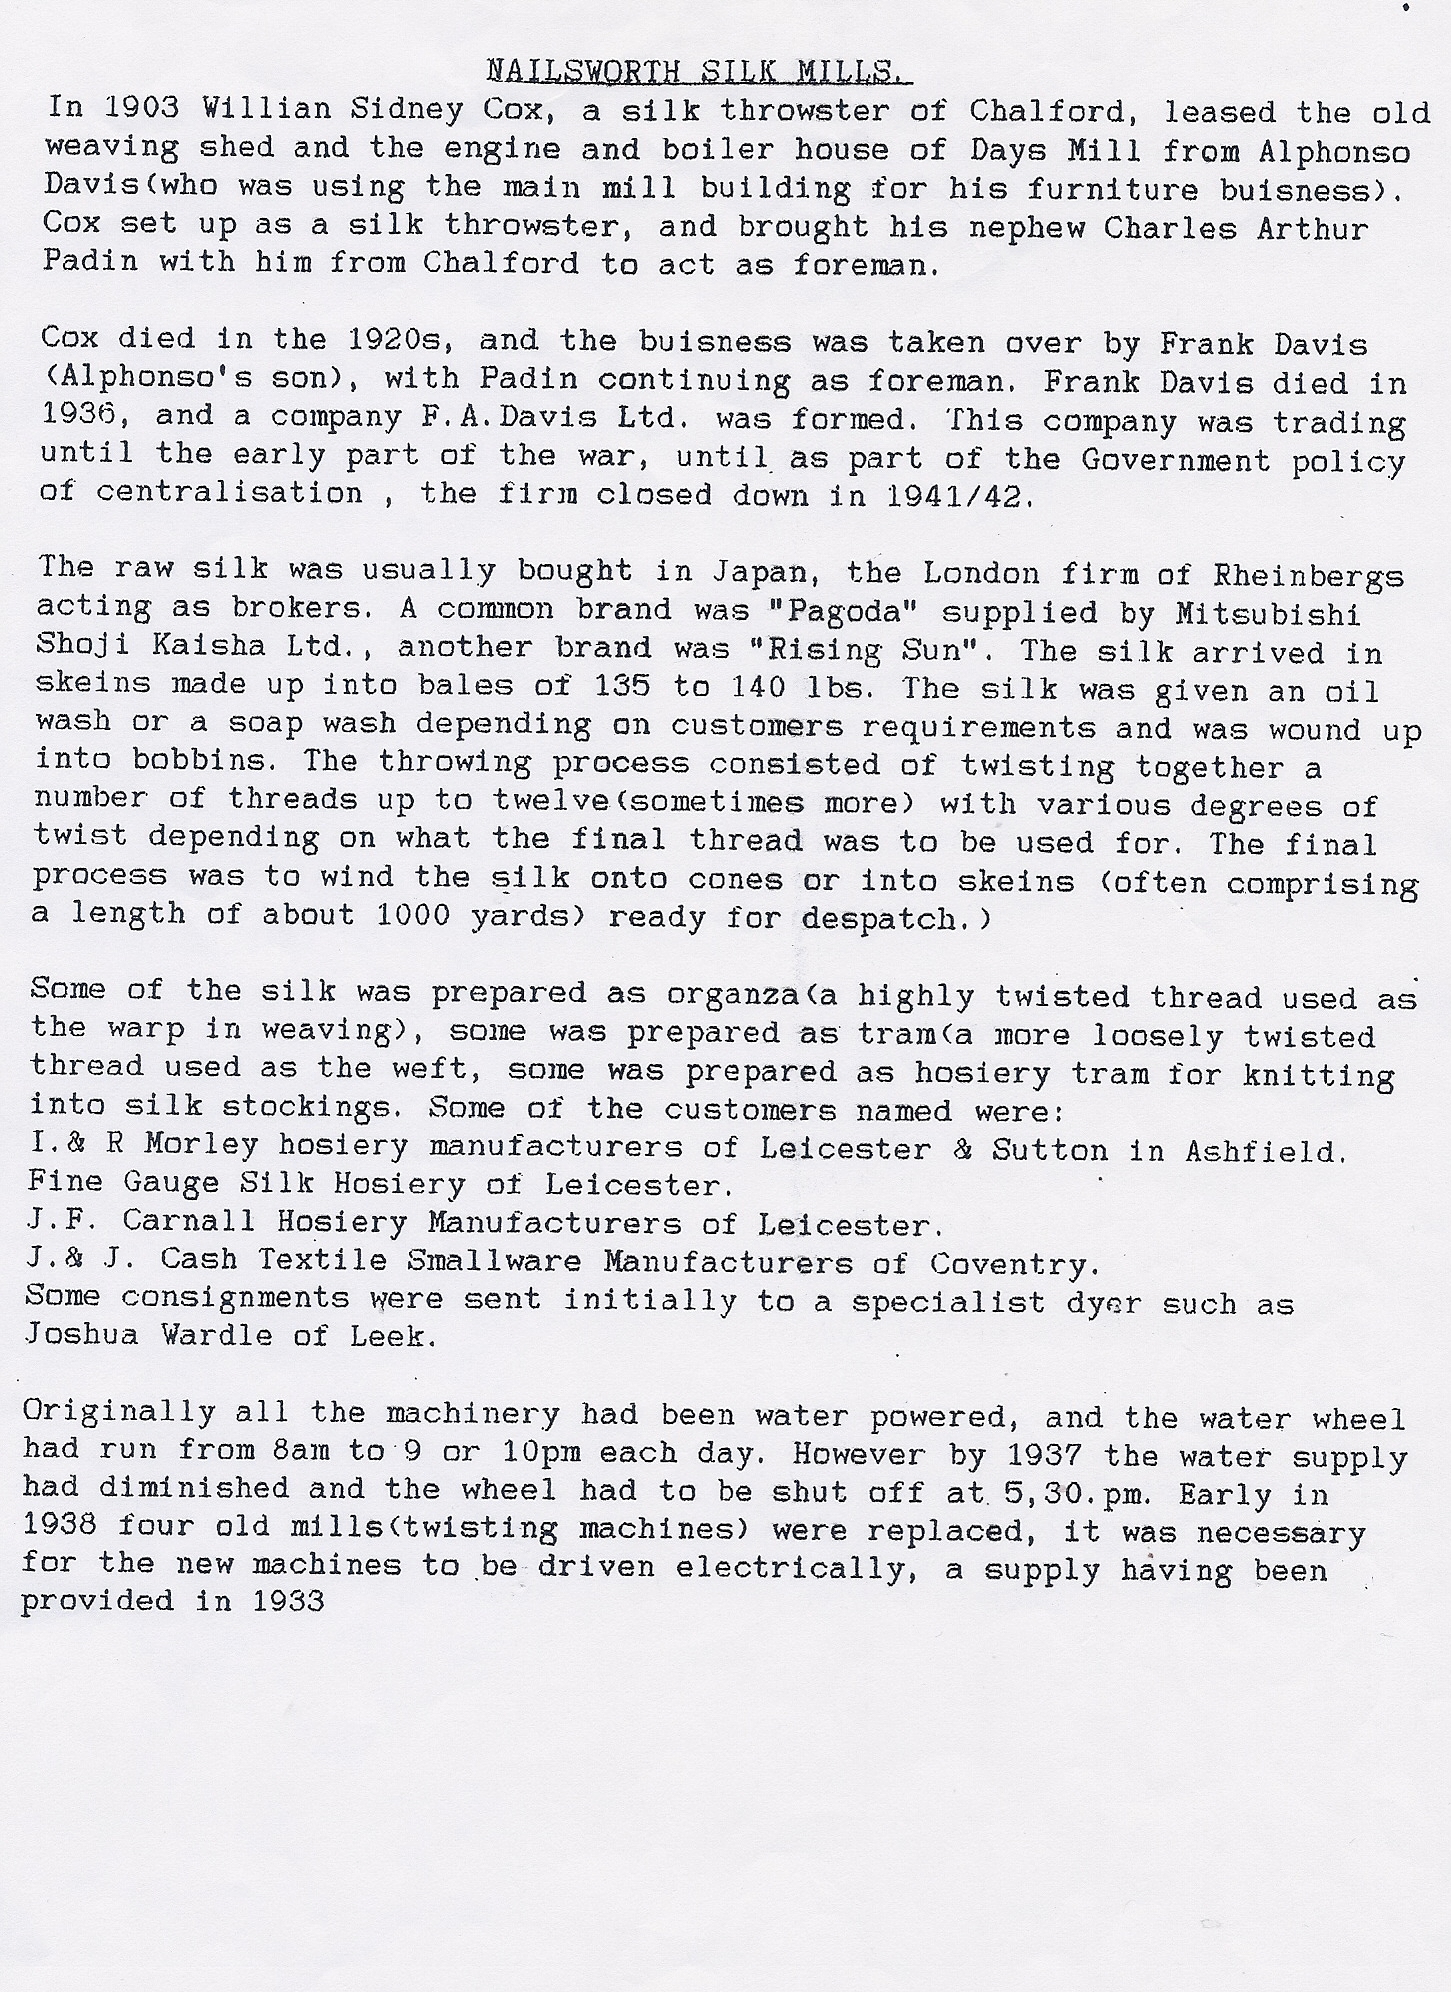 NAILSWORTH SILK MILLS.
In 1903 Willian Sidney Cox, a silk throwster of Chalford, leased the old
weaving shed and the engine and boiler house of Days Mill from Alphonso
Davis(who was using the main mill building for his furniture buisness).
Cox set up as a silk throwster, and brought his nephew Charles Arthur
Padin with him from Chalford to act as foreman.

Cox died in the 1920s, and the buisness was taken over by Frank Davis
(Alphonso's son), with Padin continuing as foreman. Frank Davis died in
1936, and a company F.A.Davis Ltd. was formed. This company was trading
until the early part of the war, until as part of the Government policy
of centralisation , the firm closed down in 1941/42.

The raw silk was usually bought in Japan, the London firm of Rheinbergs
acting as brokers. A common brand was "Pagoda" supplied by Mitsubishi
Shoji Kaisha Ltd., another brand was "Rising Sun". The silk arrived in
skeins made up into bales of 135 to 140 lbs. The silk was given an oil
wash or a soap wash depending on customers requirements and was wound up
into bobbins. The throwing process consisted of twisting together a
number of threads up to twelve(sometimes more) with various degrees of
twist depending on what the final thread was to be used for. The final
process was to wind the silk onto cones or into skeins (often comprising
a length of about 1000 yards) ready for despatch.)

Some of the silk was prepared as organza(a highly twisted thread used as
the warp in weaving), some was prepared as tram(a more loosely twisted
thread used as the weft, some was prepared as hosiery tram for knitting
into silk stockings. Some of the customers named were:
I.& R Morley hosiery manufacturers of Leicester & Sutton in Ashfield.
Fine Gauge Silk Hosiery of Leicester.
J.F. Carnall Hosiery Manufacturers of Leicester.
J.& J. Cash Textile Smallware Manufacturers of Coventry.
Some consignments were sent initially to a specialist dyer such as
Joshua Wardle of Leek.

Originally all the machinery had been water powered, and the water wheel
had run from 8am to 9 or 10pm each day. However by 1937 the water supply
had diminished and the wheel had to be shut off at 5,30.pm. Early in
1938 four old mills(twisting machines) were replaced, it was necessary
for the new machines to be driven electrically, a supply having been
provided in 1933